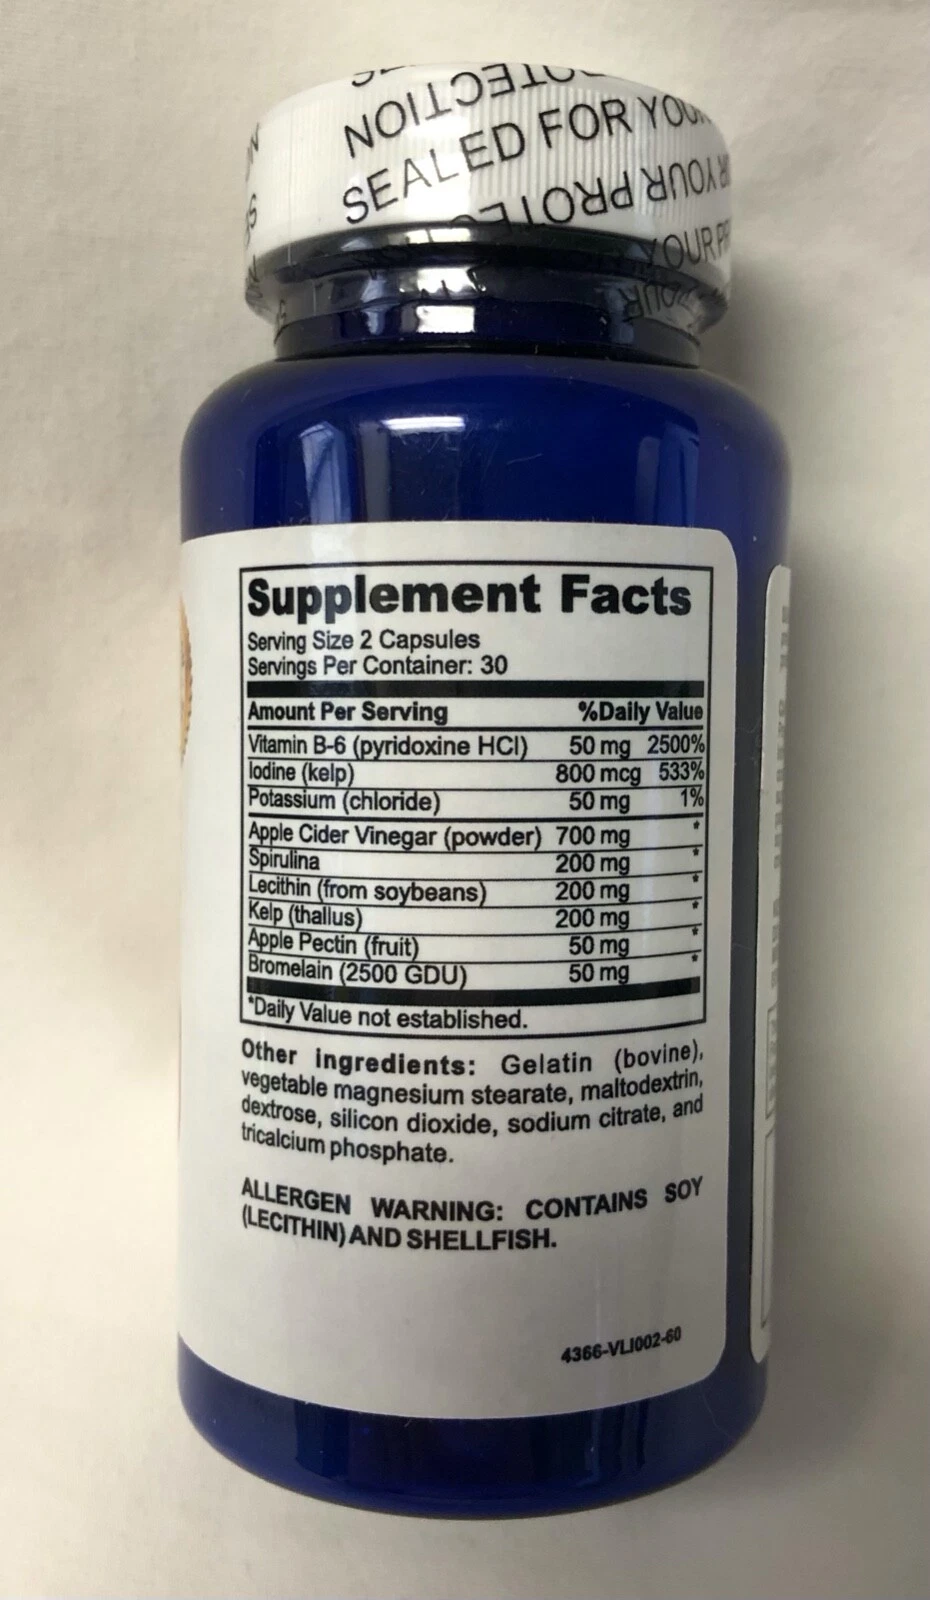 NOITCETO
SEALED FOR YOUR
YOUR PROTEC
YOUR PR
YOUR
Supplement Facts
Serving Size 2 Capsules
Servings Per Container: 30
Amount Per Serving %Daily Value
Vitamin B-6 (pyridoxine HCl) 50 mg 2500%
Iodine (kelp) 800 mcg 533%
Potassium (chloride) 50 mg 1%
Apple Cider Vinegar (powder) 700 mg *
Spirulina 200 mg *
Lecithin (from soybeans) 200 mg *
Kelp (thallus) 200 mg *
Apple Pectin (fruit) 50 mg *
Bromelain (2500 GDU) 50 mg *
*Daily Value not established.
Other ingredients: Gelatin (bovine),
vegetable magnesium stearate, maltodextrin,
dextrose, silicon dioxide, sodium citrate, and
tricalcium phosphate.
ALLERGEN WARNING: CONTAINS SOY
(LECITHIN) AND SHELLFISH.
4366-VLI002-60